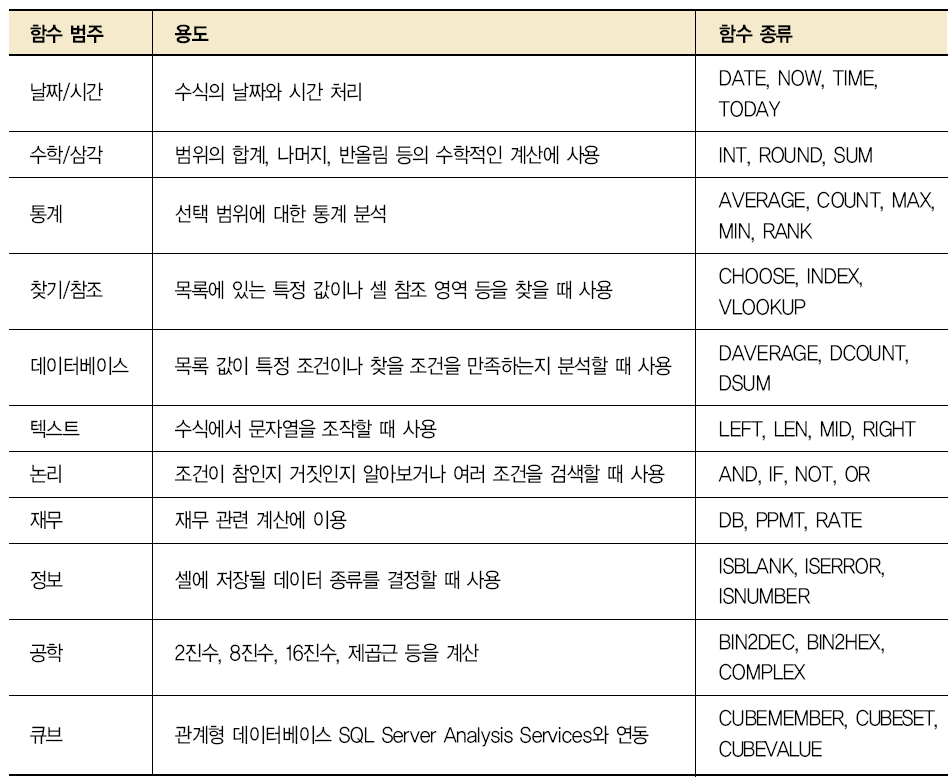 함수 범주 용도 함수 종류
날짜/시간 수식의 날짜와 시간 처리 DATE, NOW, TIME,
TODAY
수학/삼각 범위의 합계, 나머지, 반올림 등의 수학적인 계산에 사용 INT, ROUND, SUM
통계 선택 범위에 대한 통계 분석 AVERAGE, COUNT, MAX,
MIN, RANK
찾기/참조 목록에 있는 특정 값이나 셀 참조 영역 등을 찾을 때 사용 CHOOSE, INDEX,
VLOOKUP
데이터베이스 목록 값이 특정 조건이나 찾을 조건을 만족하는지 분석할 때 사용 DAVERAGE, DCOUNT,
DSUM
텍스트 수식에서 문자열을 조작할 때 사용 LEFT, LEN, MID, RIGHT
논리 조건이 참인지 거짓인지 알아보거나 여러 조건을 검색할 때 사용 AND, IF, NOT, OR
재무 재무 관련 계산에 이용 DB, PPMT, RATE
정보 셀에 저장될 데이터 종류를 결정할 때 사용 ISBLANK, ISERROR,
ISNUMBER
공학 2진수, 8진수, 16진수, 제곱근 등을 계산 BIN2DEC, BIN2HEX,
COMPLEX
큐브 관계형 데이터베이스 SQL Server Analysis Services와 연동 CUBEMEMBER, CUBESET,
CUBEVALUE